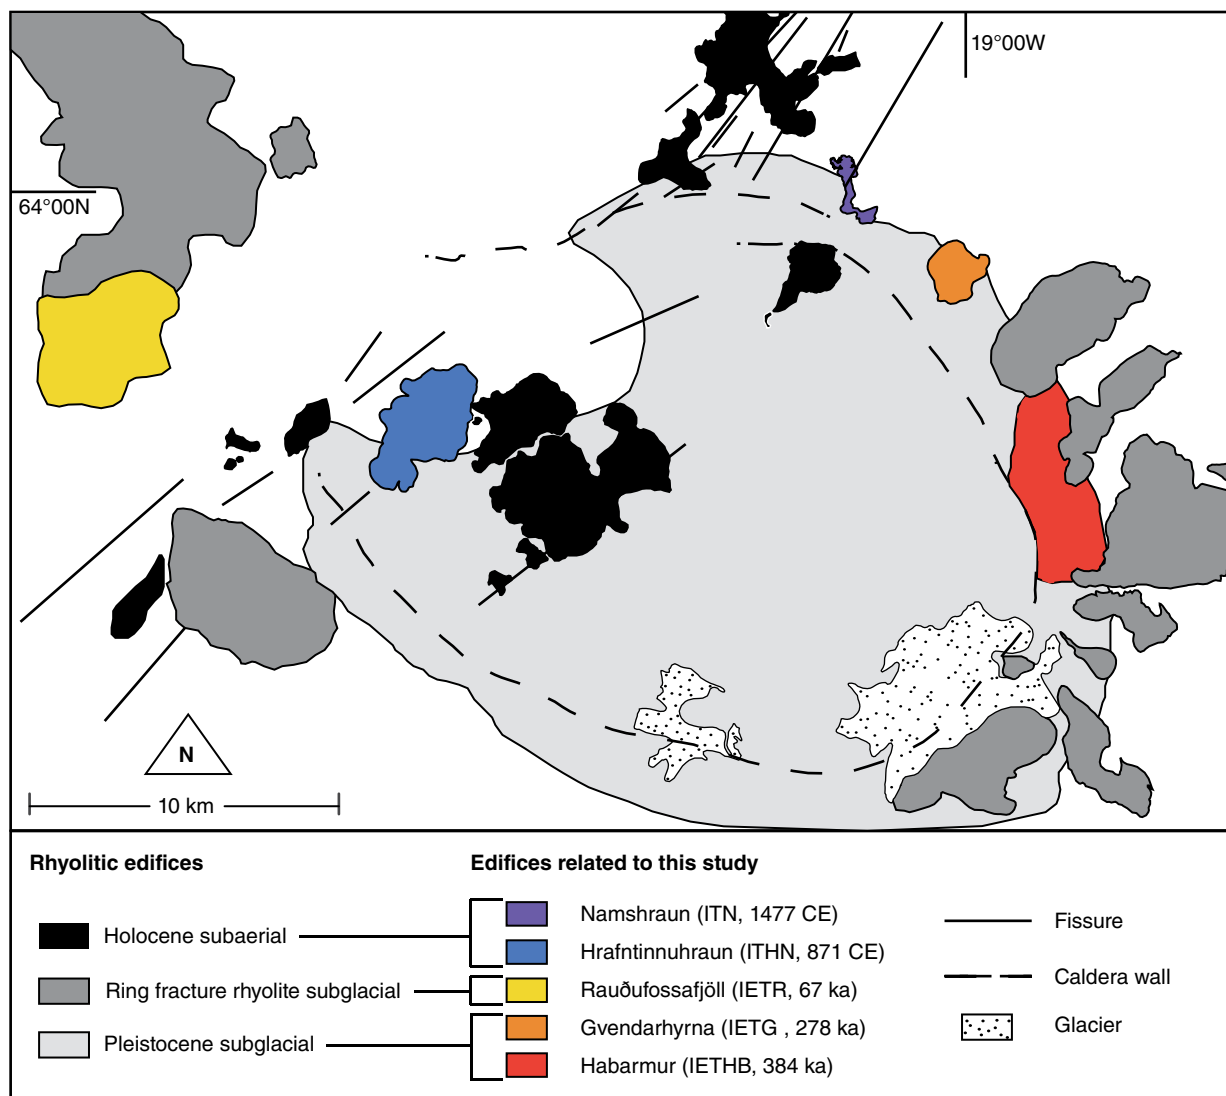 19°00W
64°00N
N
10 km
Rhyolitic edifices
Edifices related to this study
Holocene subaerial
Ring fracture rhyolite subglacial
Pleistocene subglacial
Namshraun (ITN, 1477 CE)
Hrafntinnuhraun (ITHN, 871 CE)
Rauðufossafjöll (IETR, 67 ka)
Gvendarhyrna (IETG , 278 ka)
Habarmur (IETHB, 384 ka)
Fissure
Caldera wall
Glacier